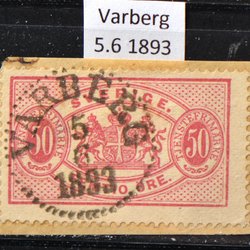 Varberg
5.6 1893
VARBERG
SVERIGE.
5
6
50 50
TJENSTEFRIMÄRKE
1893
ÖRE.